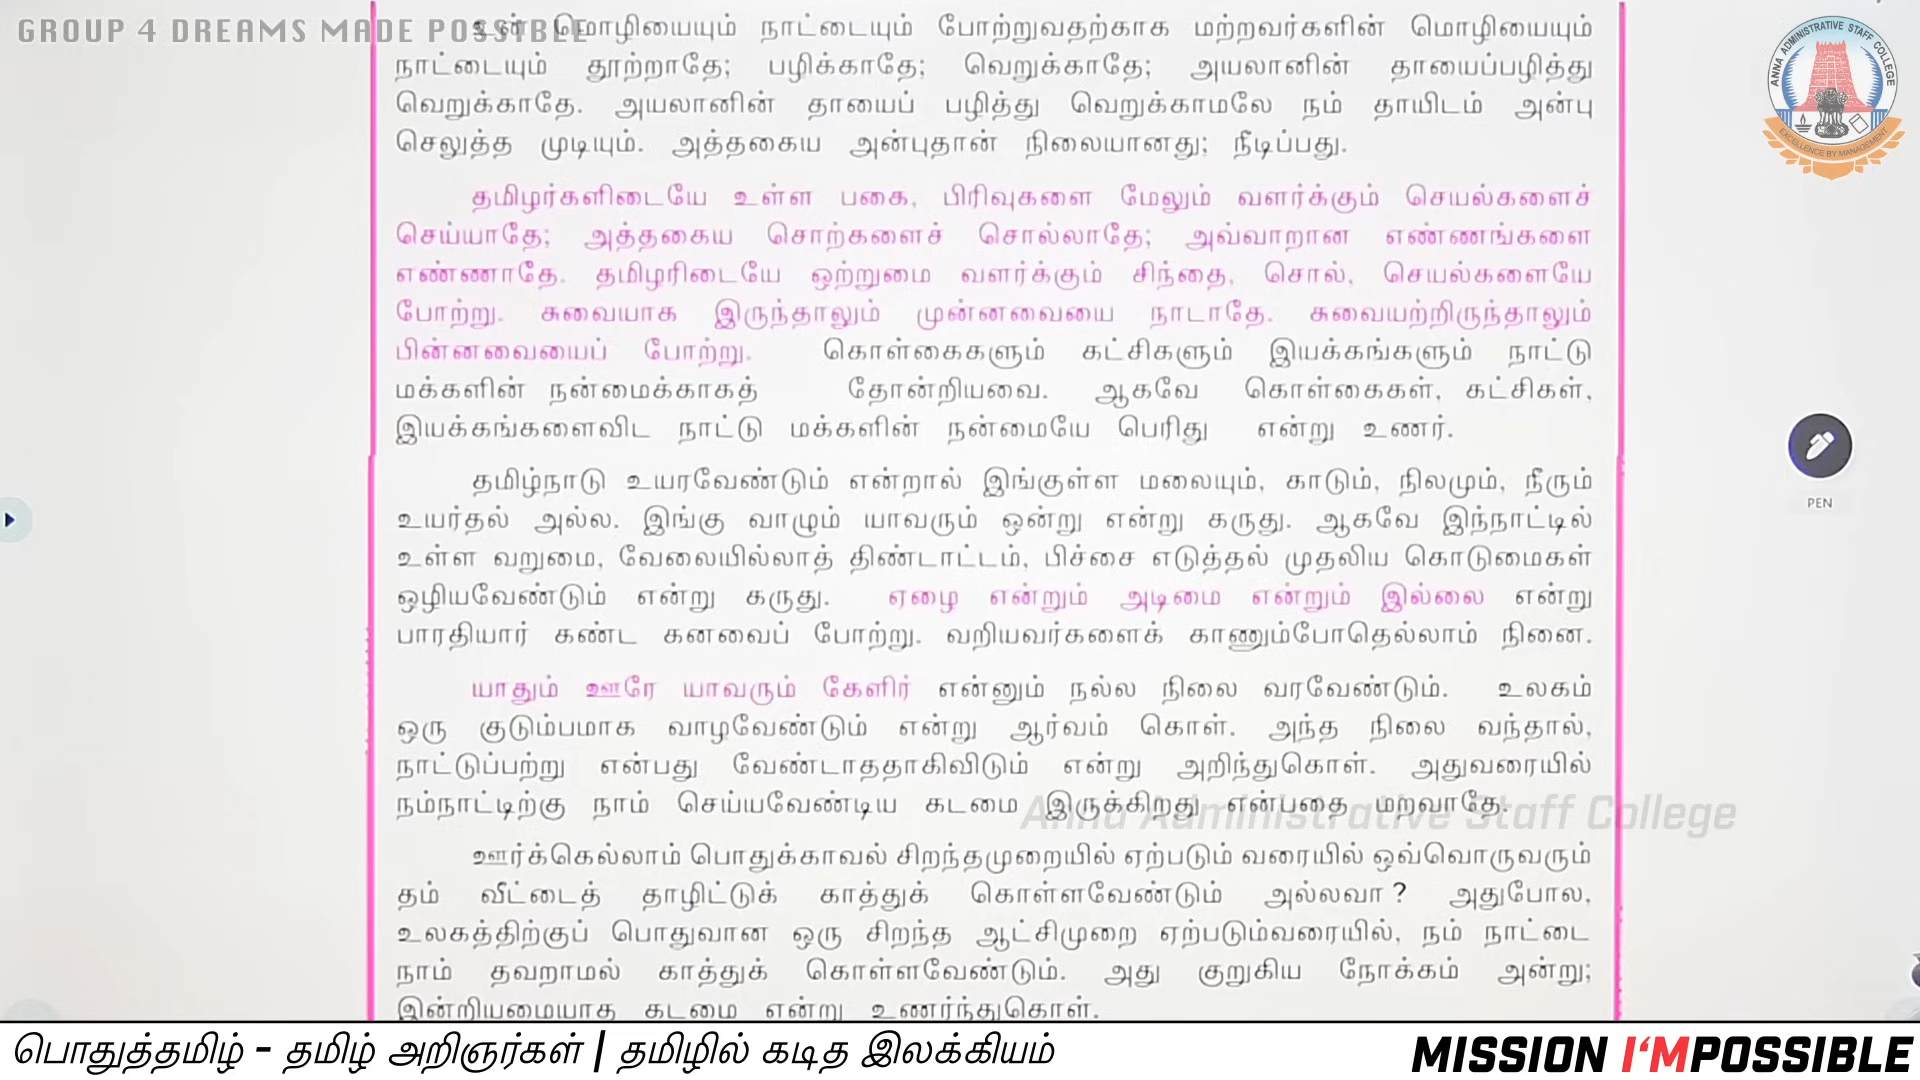 GROUP 4 DREAMS MADE POSSIBLE
உன் மொழியையும் நாட்டையும் போற்றுவதற்காக மற்றவர்களின் மொழியையும்
நாட்டையும் தூற்றாதே; பழிக்காதே; வெறுக்காதே; அயலானின் தாயைப்பழித்து
வெறுக்காதே. அயலானின் தாயைப் பழித்து வெறுக்காமலே நம் தாயிடம் அன்பு
செலுத்த முடியும். அத்தகைய அன்புதான் நிலையானது; நீடிப்பது.
தமிழர்களிடையே உள்ள பகை, பிரிவுகளை மேலும் வளர்க்கும் செயல்களைச்
செய்யாதே; அத்தகைய சொற்களைச் சொல்லாதே; அவ்வாறான எண்ணங்களை
எண்ணாதே. தமிழரிடையே ஒற்றுமை வளர்க்கும் சிந்தை, சொல், செயல்களையே
போற்று. சுவையாக இருந்தாலும் முன்னவையை நாடாதே. சுவையற்றிருந்தாலும்
பின்னவையைப் போற்று. கொள்கைகளும் கட்சிகளும் இயக்கங்களும் நாட்டு
மக்களின் நன்மைக்காகத் தோன்றியவை. ஆகவே கொள்கைகள், கட்சிகள்,
இயக்கங்களைவிட நாட்டு மக்களின் நன்மையே பெரிது என்று உணர்.
தமிழ்நாடு உயரவேண்டும் என்றால் இங்குள்ள மலையும், காடும், நிலமும், நீரும்
உயர்தல் அல்ல. இங்கு வாழும் யாவரும் ஒன்று என்று கருது. ஆகவே இந்நாட்டில்
உள்ள வறுமை, வேலையில்லாத் திண்டாட்டம், பிச்சை எடுத்தல் முதலிய கொடுமைகள்
ஒழியவேண்டும் என்று கருது. ஏழை என்றும் அடிமை என்றும் இல்லை என்று
பாரதியார் கண்ட கனவைப் போற்று. வறியவர்களைக் காணும்போதெல்லாம் நினை.
யாதும் ஊரே யாவரும் கேளிர் என்னும் நல்ல நிலை வரவேண்டும். உலகம்
ஒரு குடும்பமாக வாழவேண்டும் என்று ஆர்வம் கொள். அந்த நிலை வந்தால்,
நாட்டுப்பற்று என்பது வேண்டாததாகிவிடும் என்று அறிந்துகொள். அதுவரையில்
நம்நாட்டிற்கு நாம் செய்யவேண்டிய கடமை இருக்கிறது என்பதை மறவாதே.
Anna Administrative Staff College
ஊர்க்கெல்லாம் பொதுக்காவல் சிறந்தமுறையில் ஏற்படும் வரையில் ஒவ்வொருவரும்
தம் வீட்டைத் தாழிட்டுக் காத்துக் கொள்ளவேண்டும் அல்லவா ? அதுபோல,
உலகத்திற்குப் பொதுவான ஒரு சிறந்த ஆட்சிமுறை ஏற்படும்வரையில், நம் நாட்டை
நாம் தவறாமல் காத்துக் கொள்ளவேண்டும். அது குறுகிய நோக்கம் அன்று;
இன்றியமையாத கடமை என்று உணர்ந்துகொள்.
ANNA ADMINISTRATIVE STAFF COLLEGE
EXCELLENCE BY MANAGEMENT
PEN
பொதுத்தமிழ் - தமிழ் அறிஞர்கள் | தமிழில் கடித இலக்கியம்
MISSION I'MPOSSIBLE